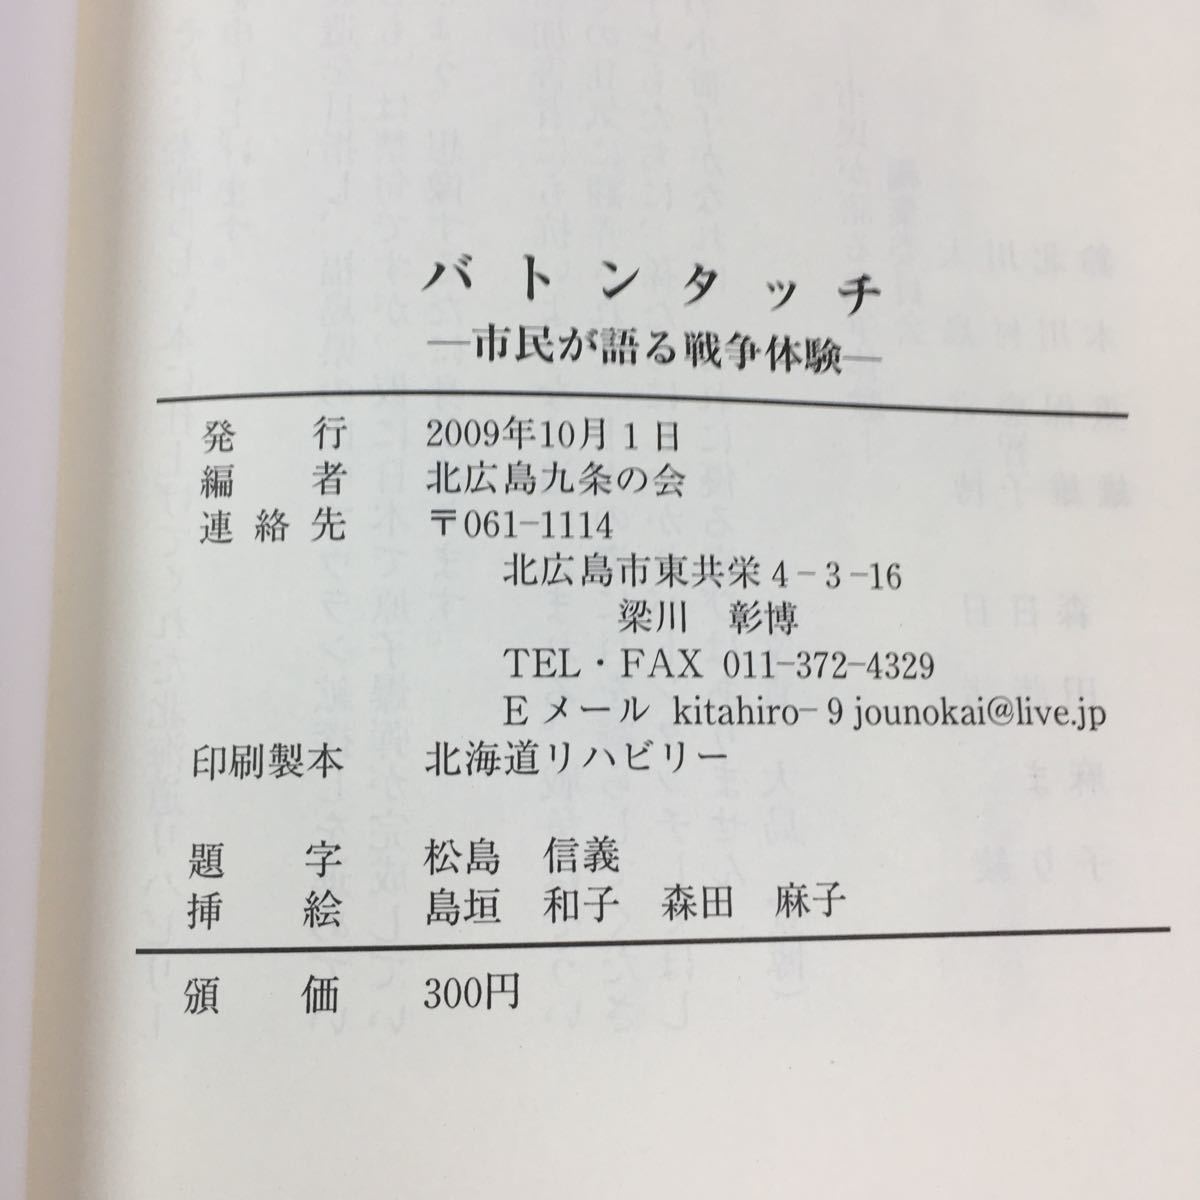 バトンタッチ
―市民が語る戦争体験―
発行 2009年10月1日
編者 北広島九条の会
連絡先 〒061-1114
北広島市東共栄4-3-16
梁川 彰博
TEL・FAX 011-372-4329
Eメール kitahiro-9jounokai@live.jp
印刷製本 北海道リハビリー
題字 松島 信義
挿絵 島垣 和子 森田 麻子
頒価 300円